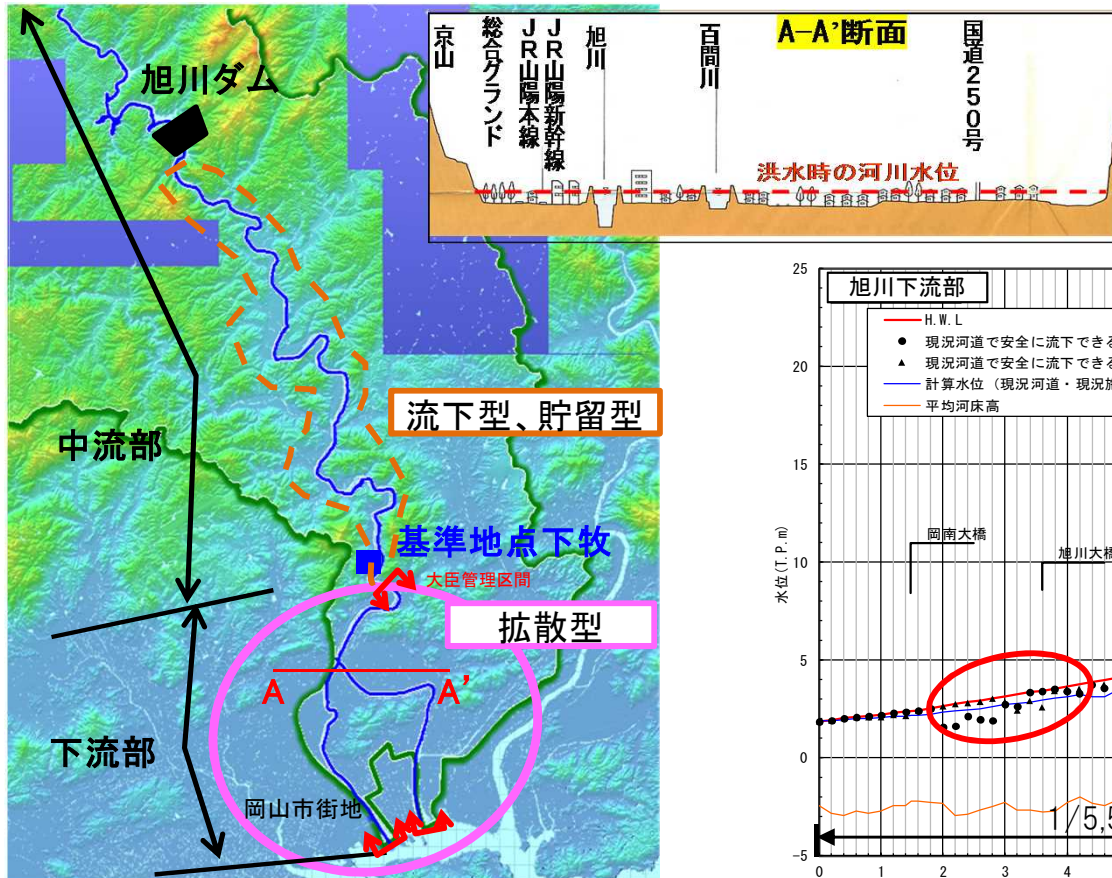 旭川ダム
中流部
下流部
流下型、貯留型
基準地点下牧
大臣管理区間
拡散型
A
A'
岡山市街地
A-A'断面
京山
総合グランド
JR山陽本線
JR山陽新幹線
旭川
百間川
国道250号
洪水時の河川水位
旭川下流部
H.W.L
現況河道で安全に流下できる
現況河道で安全に流下できる
計算水位（現況河道・現況施
平均河床高
水位(T.P.m)
25
20
15
10
5
0
-5
岡南大橋
旭川大橋
1/5,5
0
1
2
3
4